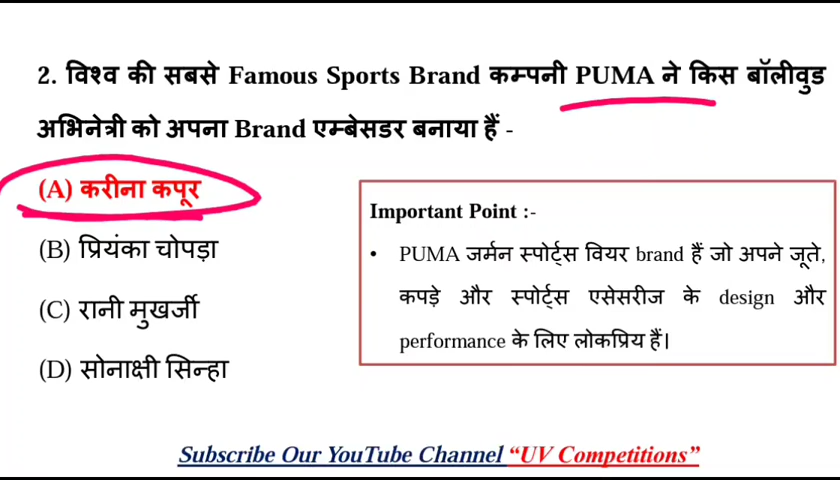 2. विश्व की सबसे Famous Sports Brand कम्पनी PUMA ने किस बॉलीवुड
अभिनेत्री को अपना Brand एम्बेसडर बनाया हैं -
(A) करीना कपूर
(B) प्रियंका चोपड़ा
(C) रानी मुखर्जी
(D) सोनाक्षी सिन्हा
Important Point :-
• PUMA जर्मन स्पोर्ट्स वियर brand हैं जो अपने जूते,
कपड़े और स्पोर्ट्स एसेसरीज के design और
performance के लिए लोकप्रिय हैं।
Subscribe Our YouTube Channel “UV Competitions”